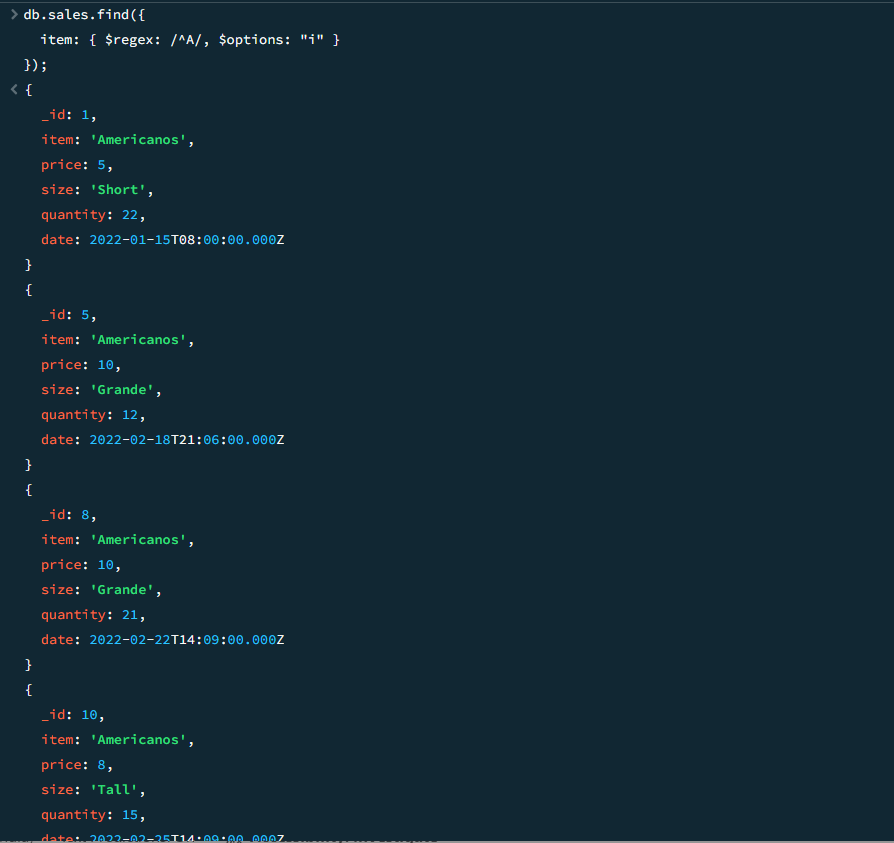 > db.sales.find({
item: { $regex: /^A/, $options: "i" }
});
< {
_id: 1,
item: 'Americanos',
price: 5,
size: 'Short',
quantity: 22,
date: 2022-01-15T08:00:00.000Z
}
{
_id: 5,
item: 'Americanos',
price: 10,
size: 'Grande',
quantity: 12,
date: 2022-02-18T21:06:00.000Z
}
{
_id: 8,
item: 'Americanos',
price: 10,
size: 'Grande',
quantity: 21,
date: 2022-02-22T14:09:00.000Z
}
{
_id: 10,
item: 'Americanos',
price: 8,
size: 'Tall',
quantity: 15,
date: 2022-02-25T14:09:00.000Z